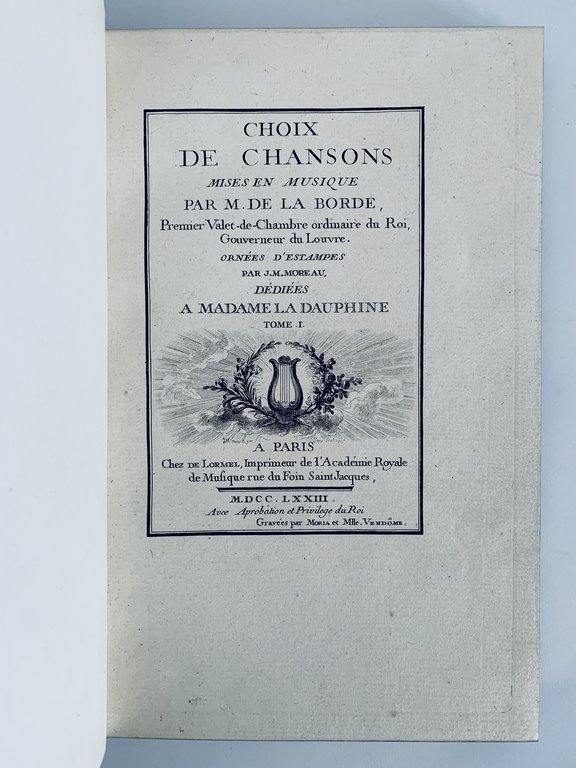 CHOIX
DE CHANSONS
MISES EN MUSIQUE
PAR M. DE LA BORDE,
Premier Valet-de-Chambre ordinaire du Roi,
Gouverneur du Louvre.
ORNÉES D'ESTAMPES
PAR J.M. MOREAU,
DÉDIÉES
A MADAME LA DAUPHINE
TOME .I.
A PARIS
Chez DE LORMEL, Imprimeur de l'Académie Royale
de Musique rue du Foin Saint Jacques,
M.DCC. LXXIII.
Avec Aprobation et Privilege du Roi
Gravées par MORIA et Mlle. VENDÔME.